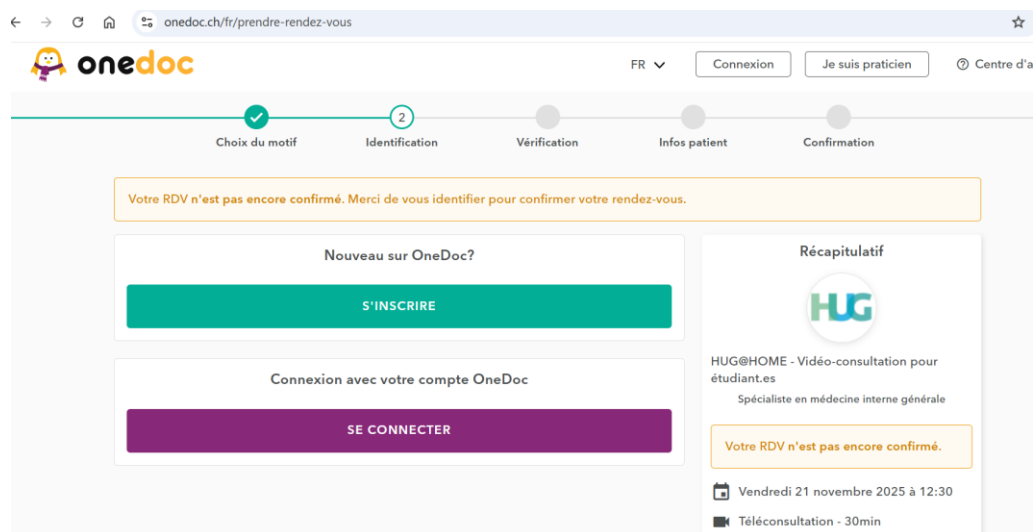 onedoc.ch/fr/prendre-rendez-vous
onedoc
FR
Connexion
Je suis praticien
Centre d'a
2
Choix du motif
Identification
Vérification
Infos patient
Confirmation
Votre RDV n'est pas encore confirmé. Merci de vous identifier pour confirmer votre rendez-vous.
Nouveau sur OneDoc?
S'INSCRIRE
Connexion avec votre compte OneDoc
SE CONNECTER
Récapitulatif
HUG
HUG@HOME - Vidéo-consultation pour
étudiant.es
Spécialiste en médecine interne générale
Votre RDV n'est pas encore confirmé.
Vendredi 21 novembre 2025 à 12:30
Téléconsultation - 30min